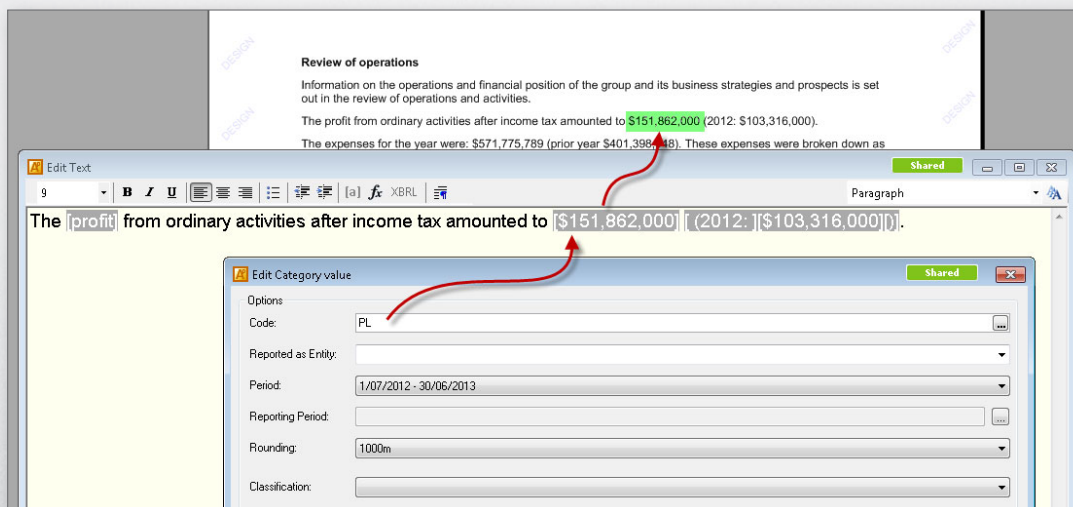 DESIGN
DESIGN
Review of operations
Information on the operations and financial position of the group and its business strategies and prospects is set
out in the review of operations and activities.
DESIGN
DESIGN
The profit from ordinary activities after income tax amounted to $151,862,000 (2012: $103,316,000).
The expenses for the year were: $571,775,789 (prior year $401,398, 48). These expenses were broken down as
Edit Text
Shared
9
B I U
[a] fx XBRL
Paragraph
The [profit] from ordinary activities after income tax amounted to [$151,862,000] [ (2012: ][$103,316,000][)].
Edit Category value
Shared
Options
Code:
PL
...
Reported as Entity:
Period:
1/07/2012 - 30/06/2013
Reporting Period:
...
Rounding:
1000m
Classification: